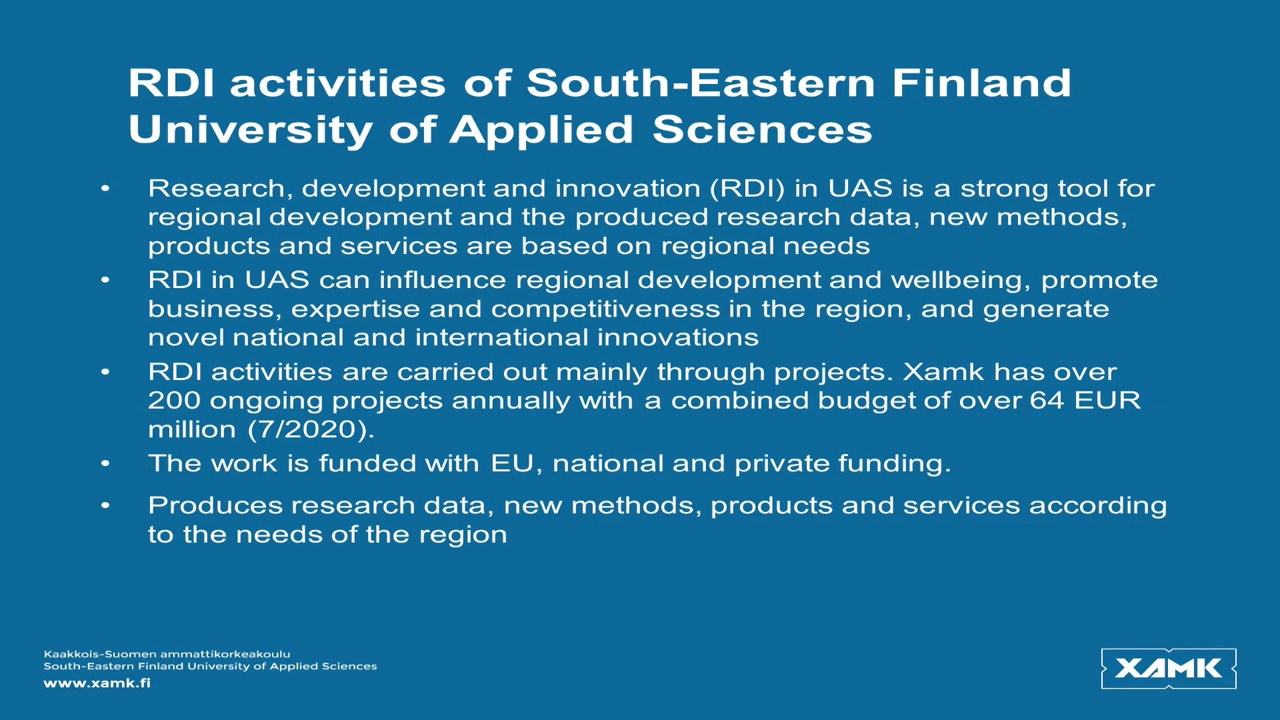 RDI activities of South-Eastern Finland
University of Applied Sciences
• Research, development and innovation (RDI) in UAS is a strong tool for
regional development and the produced research data, new methods,
products and services are based on regional needs
• RDI in UAS can influence regional development and wellbeing, promote
business, expertise and competitiveness in the region, and generate
novel national and international innovations
• RDI activities are carried out mainly through projects. Xamk has over
200 ongoing projects annually with a combined budget of over 64 EUR
million (7/2020).
• The work is funded with EU, national and private funding.
• Produces research data, new methods, products and services according
to the needs of the region
Kaakkois-Suomen ammattikorkeakoulu
South-Eastern Finland University of Applied Sciences
www.xamk.fi
XAMK